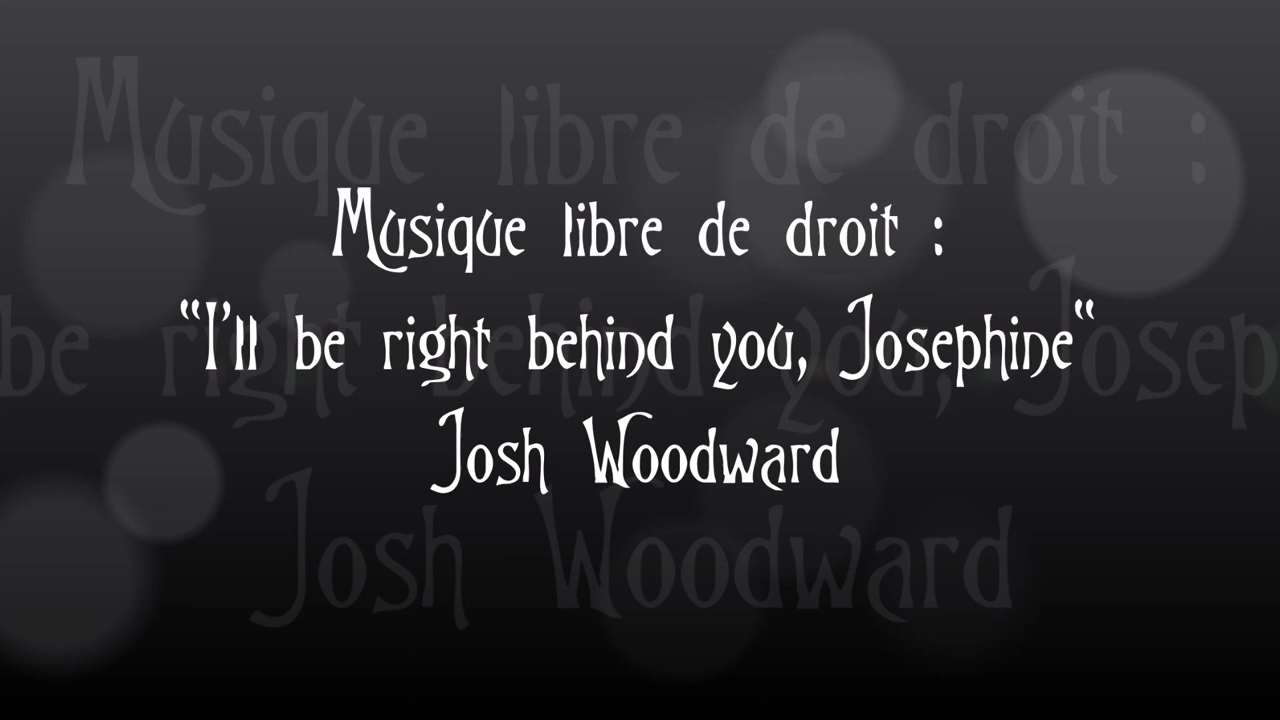 Musique libre de droit :
“I’ll be right behind you, Josephine“
Josh Woodward